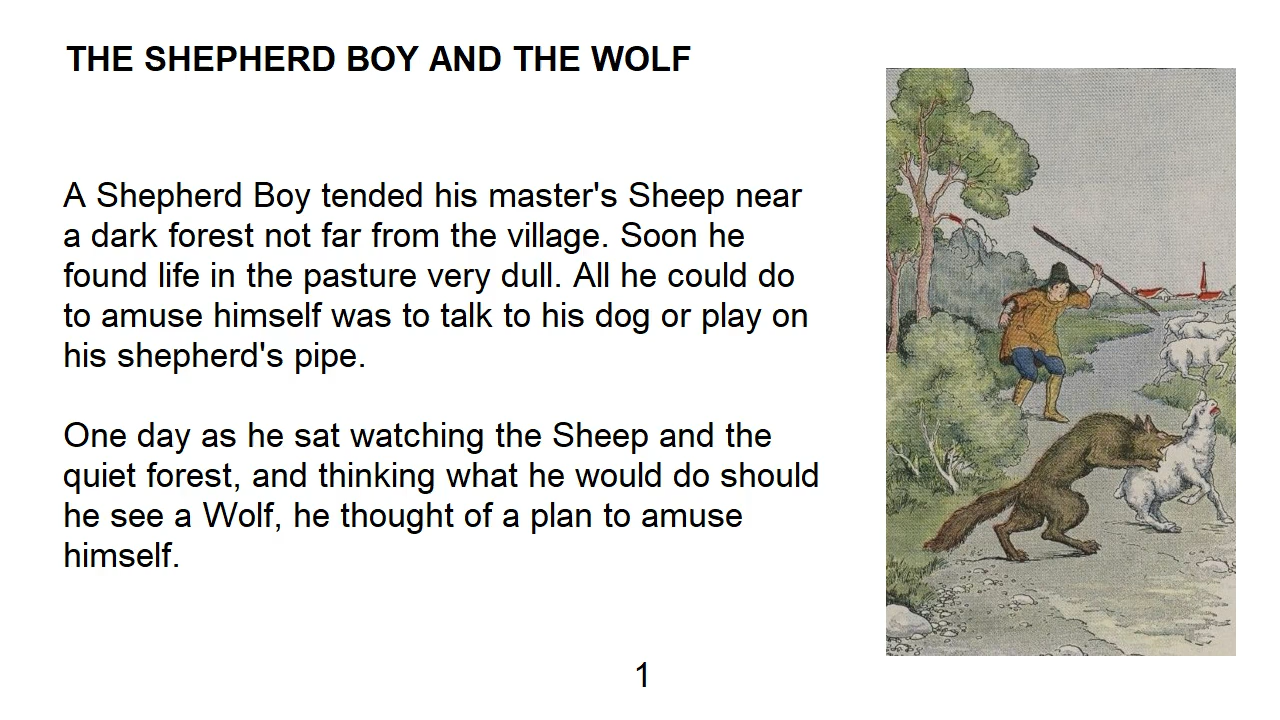 THE SHEPHERD BOY AND THE WOLF
A Shepherd Boy tended his master's Sheep near
a dark forest not far from the village. Soon he
found life in the pasture very dull. All he could do
to amuse himself was to talk to his dog or play on
his shepherd's pipe.
One day as he sat watching the Sheep and the
quiet forest, and thinking what he would do should
he see a Wolf, he thought of a plan to amuse
himself.
1